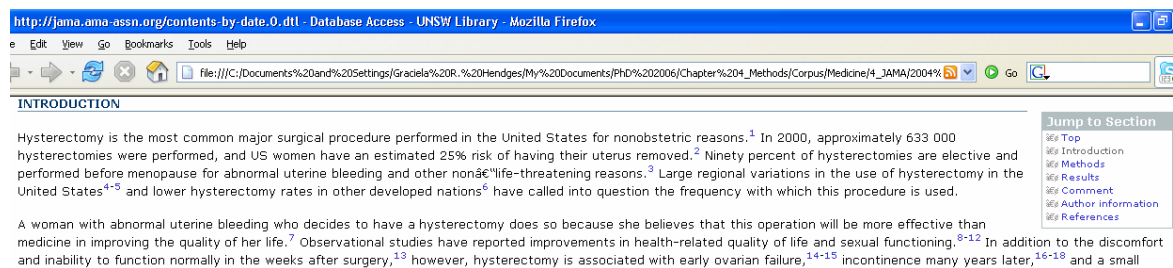 http://jama.ama-assn.org/contents-by-date.0.dtl - Database Access - UNSW Library - Mozilla Firefox
e Edit View Go Bookmarks Tools Help
file:///C:/Documents%20and%20Settings/Graciela%20R.%20Hendges/My%20Documents/PhD%202006/Chapter%204_Methods/Corpus/Medicine/4_JAMA/2004% Go G
INTRODUCTION
Hysterectomy is the most common major surgical procedure performed in the United States for nonobstetric reasons.1 In 2000, approximately 633 000
hysterectomies were performed, and US women have an estimated 25% risk of having their uterus removed.2 Ninety percent of hysterectomies are elective and
performed before menopause for abnormal uterine bleeding and other nonâ€"life-threatening reasons.3 Large regional variations in the use of hysterectomy in the
United States4-5 and lower hysterectomy rates in other developed nations6 have called into question the frequency with which this procedure is used.
A woman with abnormal uterine bleeding who decides to have a hysterectomy does so because she believes that this operation will be more effective than
medicine in improving the quality of her life.7 Observational studies have reported improvements in health-related quality of life and sexual functioning.8-12 In addition to the discomfort
and inability to function normally in the weeks after surgery,13 however, hysterectomy is associated with early ovarian failure,14-15 incontinence many years later,16-18 and a small
Jump to Section
Top
Introduction
Methods
Results
Comment
Author information
References